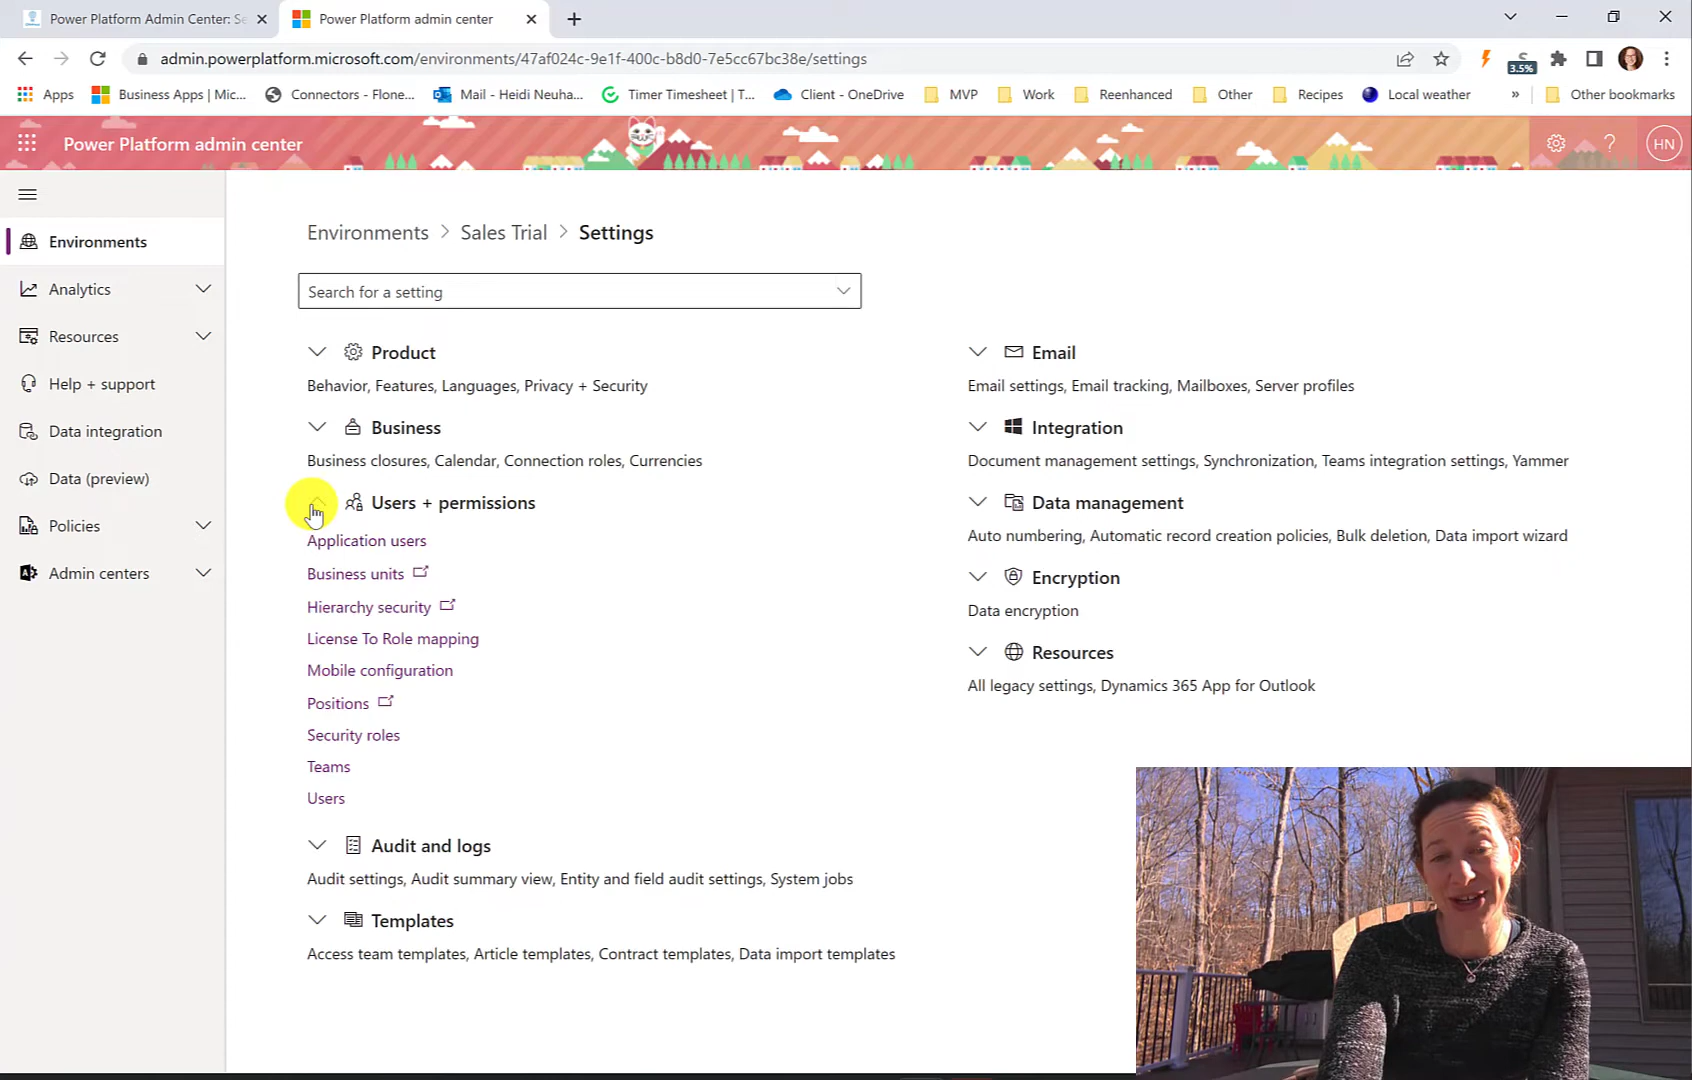 Power Platform Admin Center: Se
Power Platform admin center
admin.powerplatform.microsoft.com/environments/47af024c-9e1f-400c-b8d0-7e5cc67bc38e/settings
3.5%
Apps
Business Apps | Mic...
Connectors - Flone...
Mail - Heidi Neuha...
Timer Timesheet | T...
Client - OneDrive
MVP
Work
Reenhanced
Other
Recipes
Local weather
»
Other bookmarks
Power Platform admin center
?
HN
Environments
Analytics
Resources
Help + support
Data integration
Data (preview)
Policies
Admin centers
Environments > Sales Trial > Settings
Search for a setting
Product
Behavior, Features, Languages, Privacy + Security
Business
Business closures, Calendar, Connection roles, Currencies
Users + permissions
Application users
Business units
Hierarchy security
License To Role mapping
Mobile configuration
Positions
Security roles
Teams
Users
Audit and logs
Audit settings, Audit summary view, Entity and field audit settings, System jobs
Templates
Access team templates, Article templates, Contract templates, Data import templates
Email
Email settings, Email tracking, Mailboxes, Server profiles
Integration
Document management settings, Synchronization, Teams integration settings, Yammer
Data management
Auto numbering, Automatic record creation policies, Bulk deletion, Data import wizard
Encryption
Data encryption
Resources
All legacy settings, Dynamics 365 App for Outlook